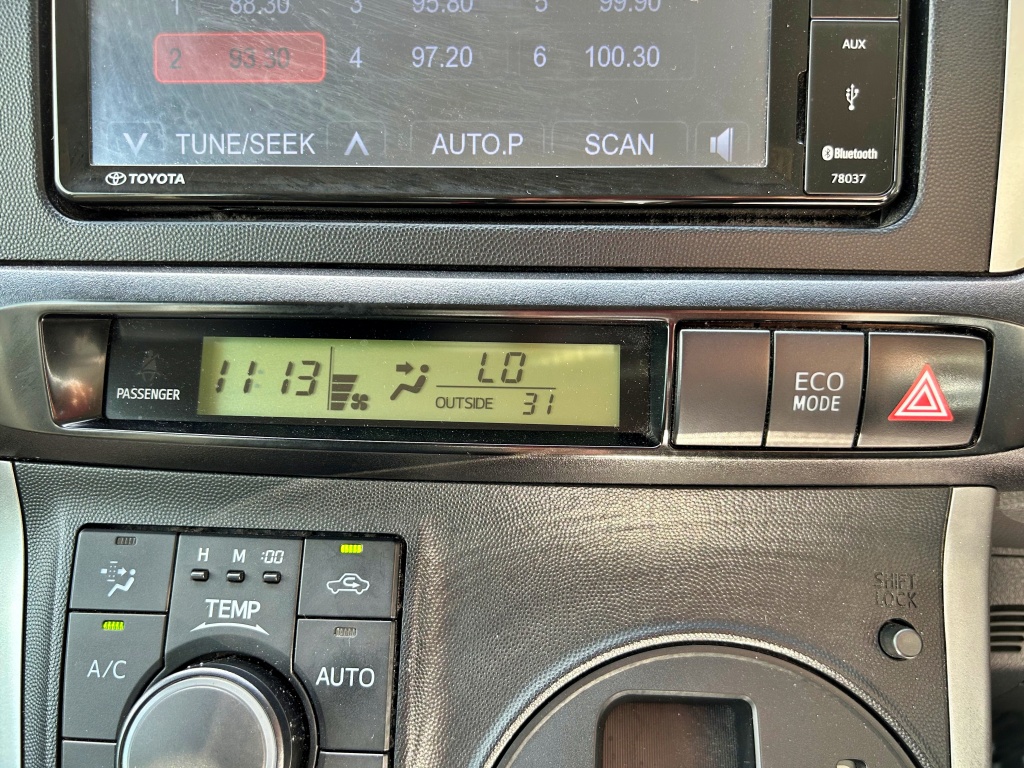 1 88.30 3 95.80 5 99.90
2 93.30 4 97.20 6 100.30
TUNE/SEEK AUTO.P SCAN
TOYOTA
AUX
Bluetooth
78037
PASSENGER
11:13
LO
OUTSIDE 31
ECO
MODE
H M :00
TEMP
A/C
AUTO
SHIFT
LOCK